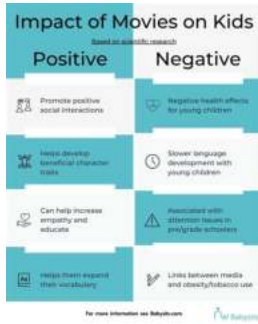 Impact of Movies on Kids
Based on scientific research
Positive
Negative
Promote positive
social interactions
Negative health effects
for young children
Helps develop
beneficial character
traits
Slower language
development with
young children
Can help increase
empathy and
educate
Associated with
attention issues in
pre/grade schoolers
Helps them expand
their vocabulary
Links between media
and obesity/tobacco use
For more information see Babysits.com